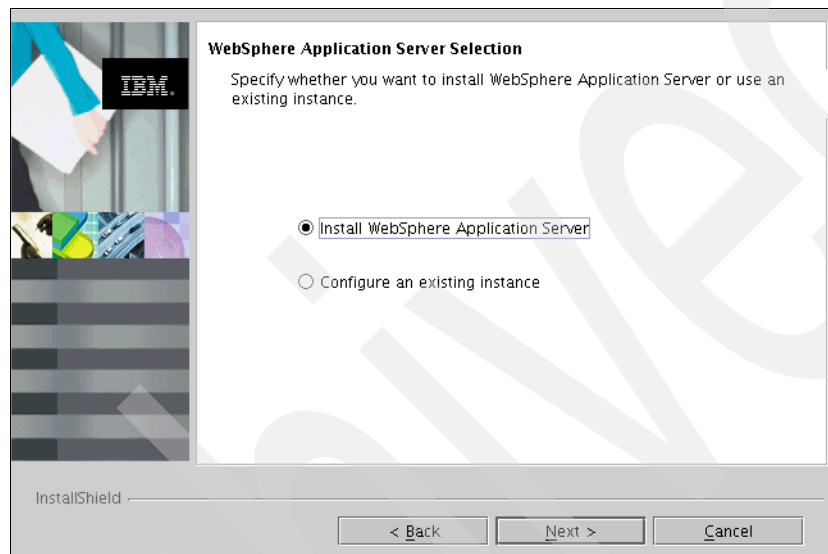 IBM.
WebSphere Application Server Selection
Specify whether you want to install WebSphere Application Server or use an
existing instance.
Install WebSphere Application Server
Configure an existing instance
InstallShield
< Back
Next >
Cancel